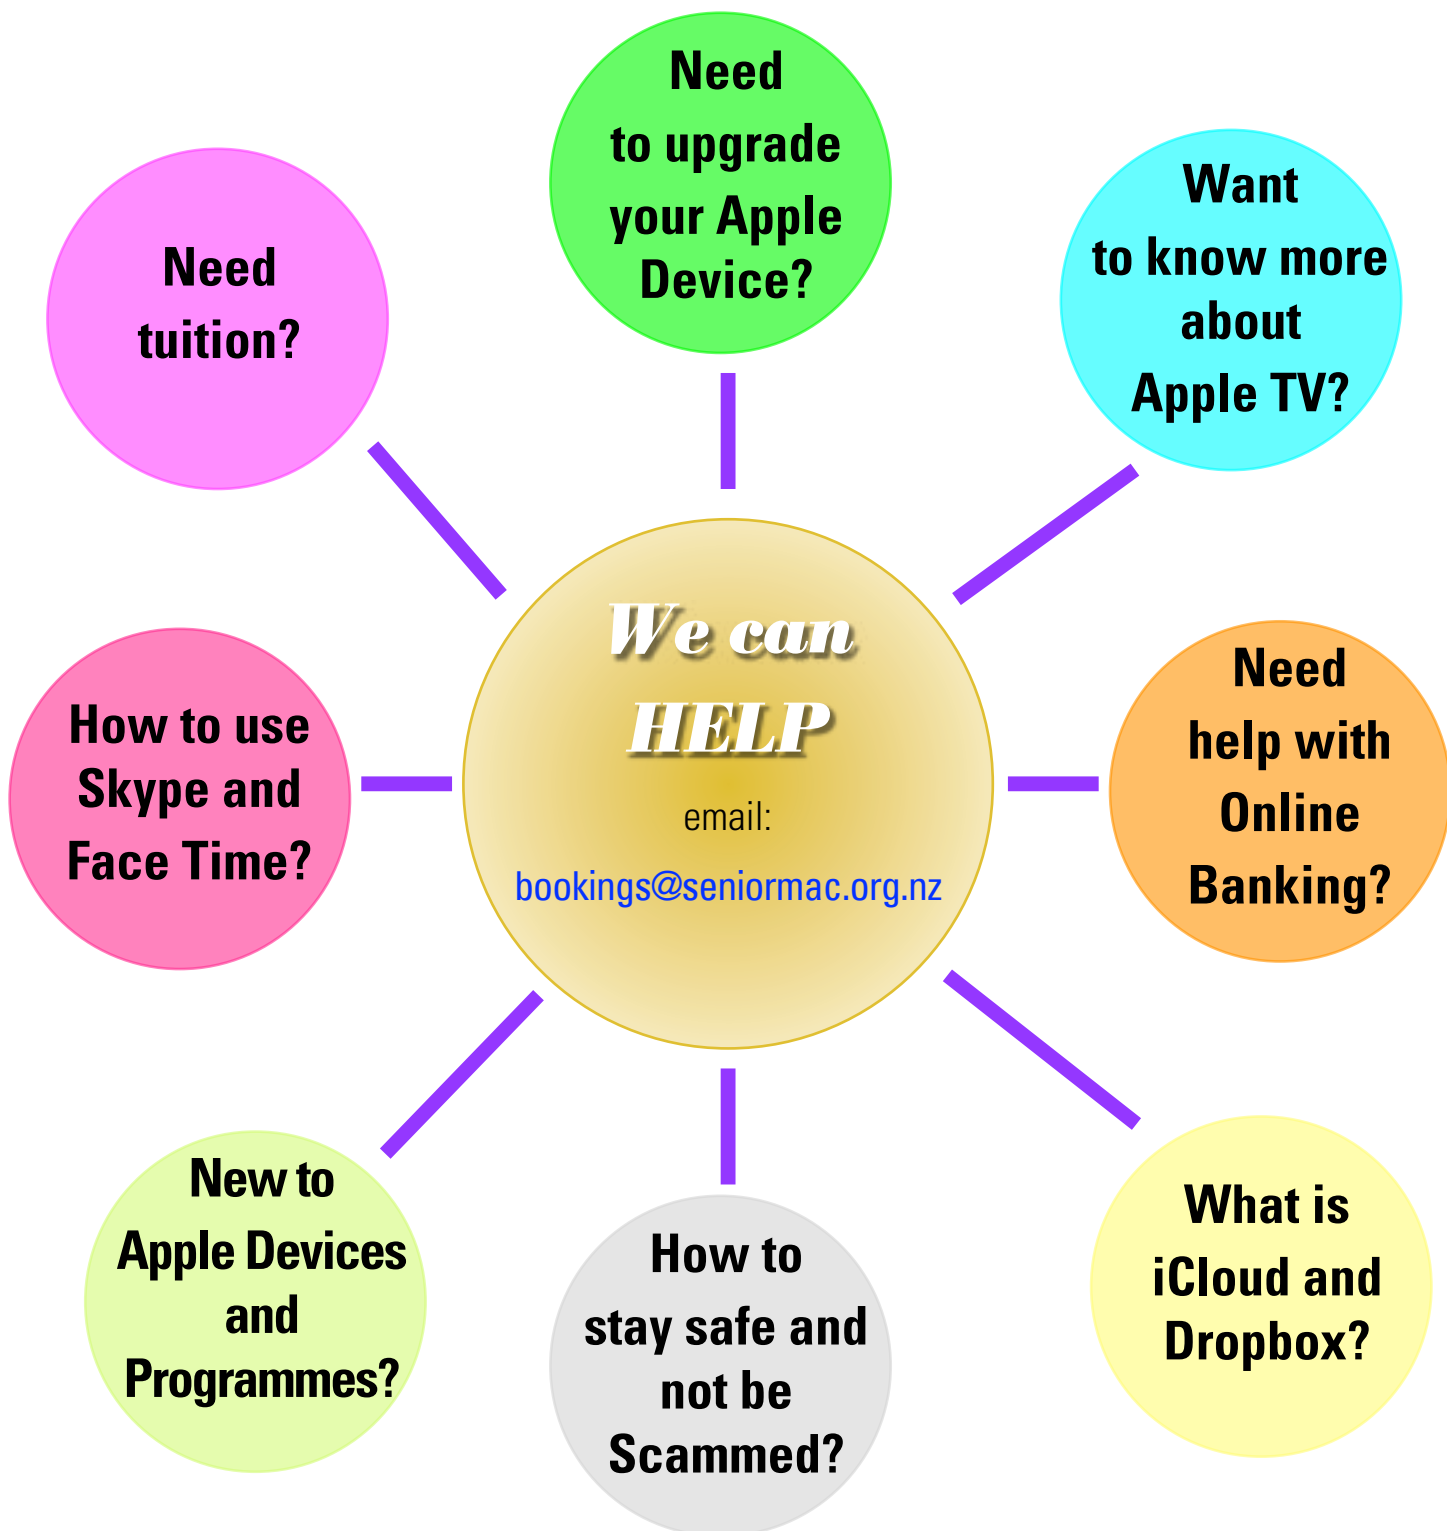 Need
to upgrade
your Apple
Device?
Want
to know more
about
Apple TV?
Need
tuition?
We can
HELP
email:
bookings@seniormac.org.nz
Need
help with
Online
Banking?
How to use
Skype and
Face Time?
New to
Apple Devices
and
Programmes?
How to
stay safe and
not be
Scammed?
What is
iCloud and
Dropbox?